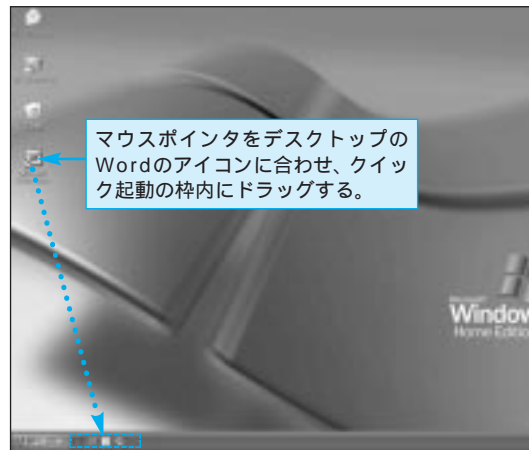 マウスポインタをデスクトップの
Wordのアイコンに合わせ、クイッ
ク起動の枠内にドラッグする。
Window
Home Editio